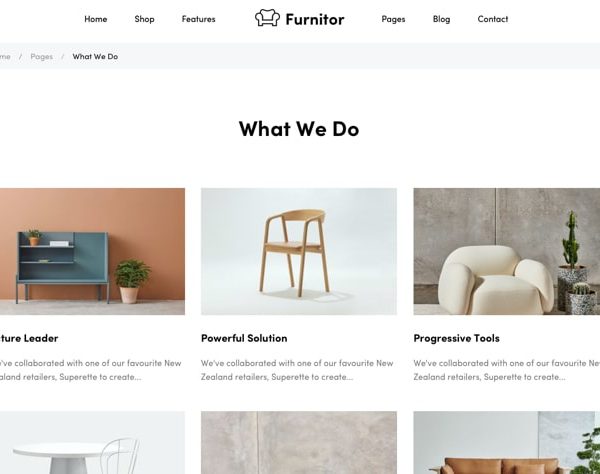 Home Shop Features Furnitor Pages Blog Contact
me / Pages / What We Do
What We Do
ture Leader
've collaborated with one of our favourite New
aland retailers, Superette to create...
Powerful Solution
We've collaborated with one of our favourite New
Zealand retailers, Superette to create...
Progressive Tools
We've collaborated with one of our favourite Ne
Zealand retailers, Superette to create...